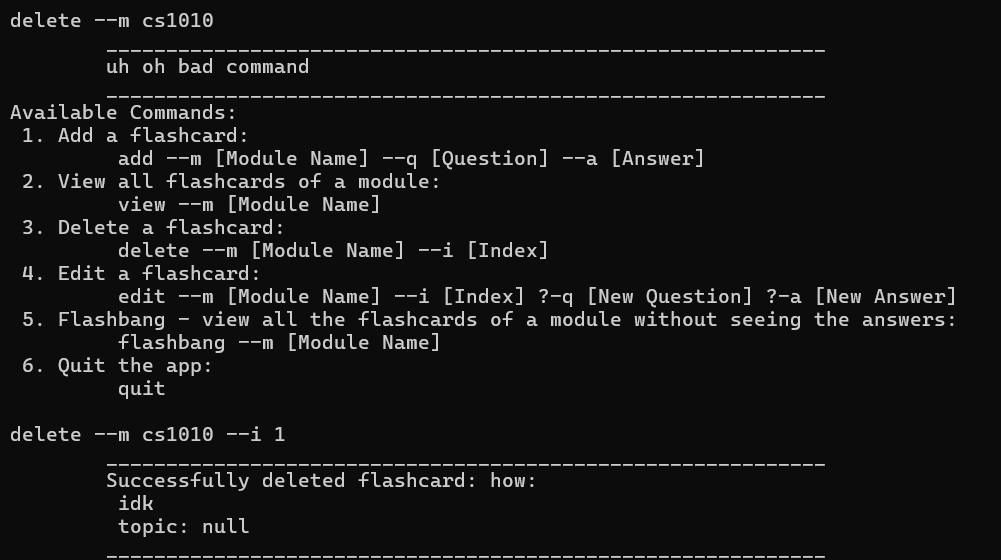 delete --m cs1010
____________________________________________________________
uh oh bad command
____________________________________________________________
Available Commands:
1. Add a flashcard:
add --m [Module Name] --q [Question] --a [Answer]
2. View all flashcards of a module:
view --m [Module Name]
3. Delete a flashcard:
delete --m [Module Name] --i [Index]
4. Edit a flashcard:
edit --m [Module Name] --i [Index] ?-q [New Question] ?-a [New Answer]
5. Flashbang - view all the flashcards of a module without seeing the answers:
flashbang --m [Module Name]
6. Quit the app:
quit
delete --m cs1010 --i 1
____________________________________________________________
Successfully deleted flashcard: how:
idk
topic: null
____________________________________________________________